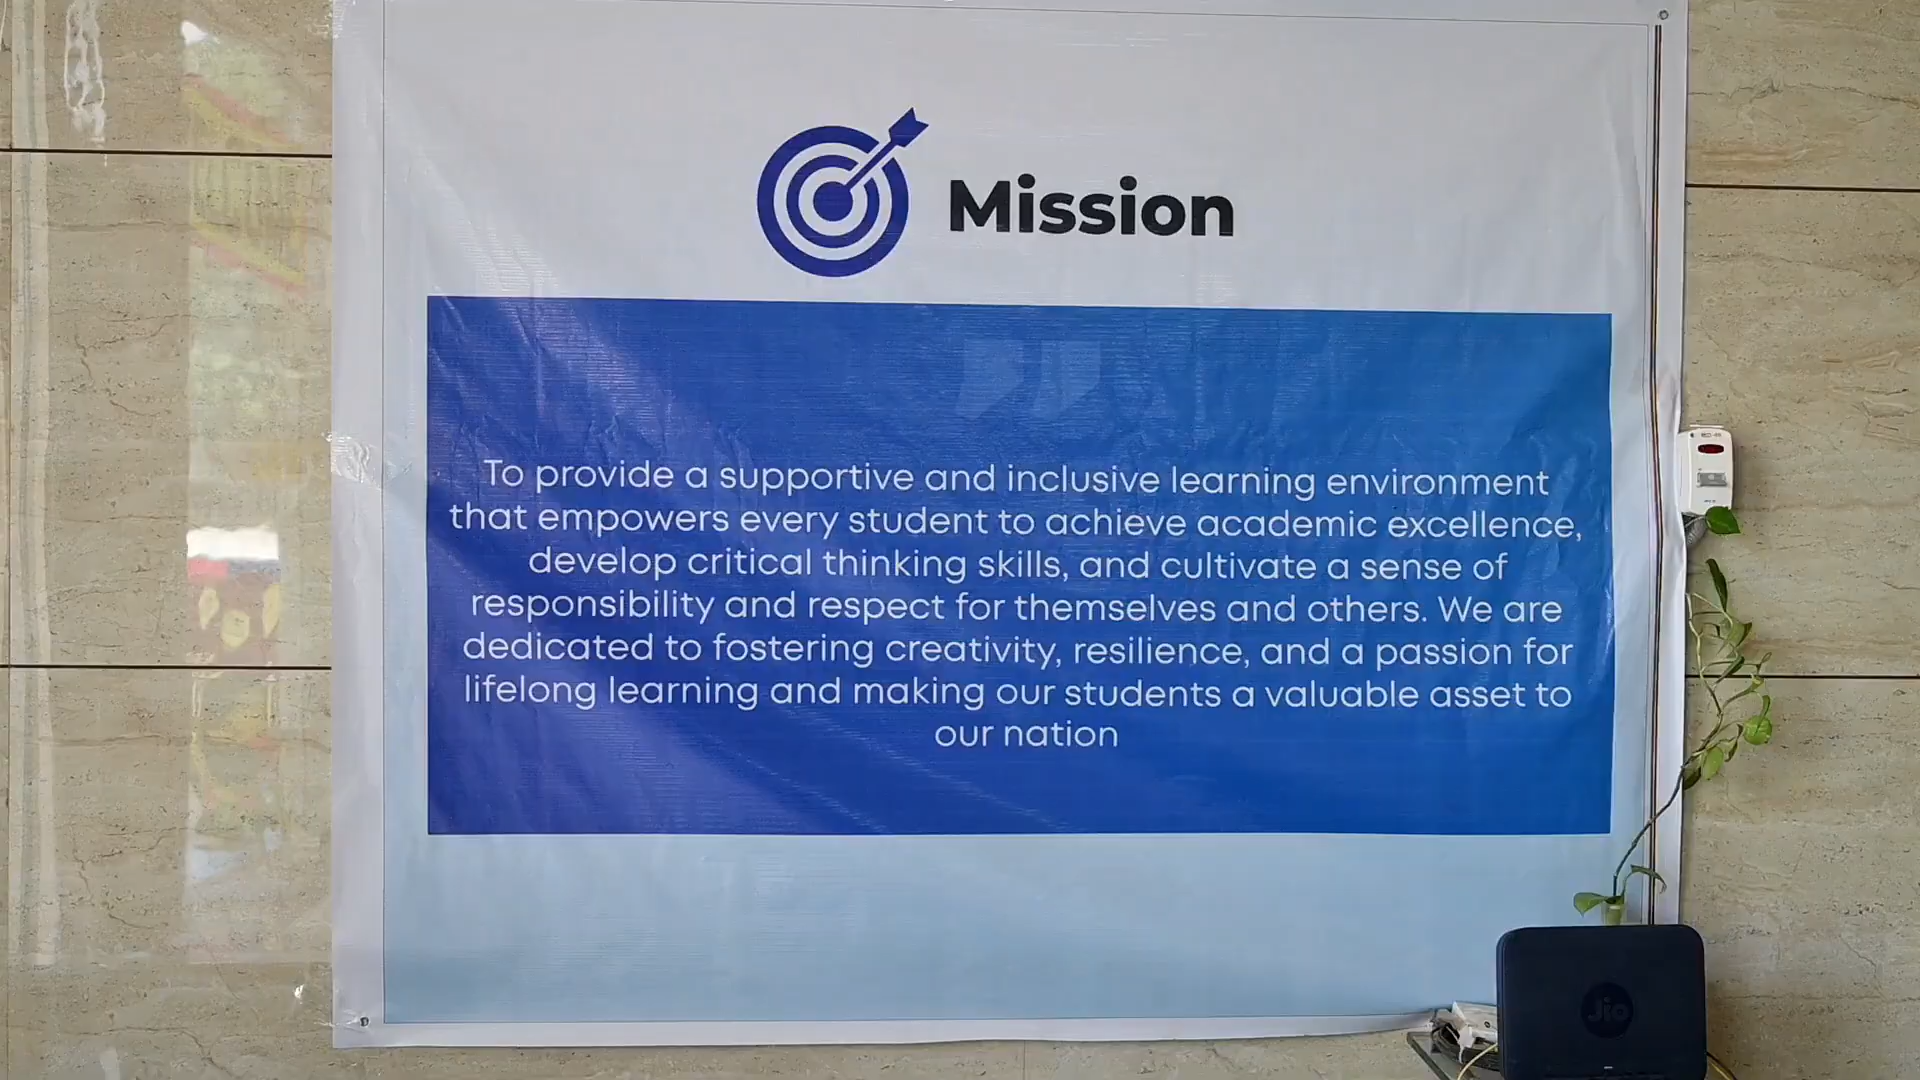 Mission
To provide a supportive and inclusive learning environment
that empowers every student to achieve academic excellence,
develop critical thinking skills, and cultivate a sense of
responsibility and respect for themselves and others. We are
dedicated to fostering creativity, resilience, and a passion for
lifelong learning and making our students a valuable asset to
our nation
Jio